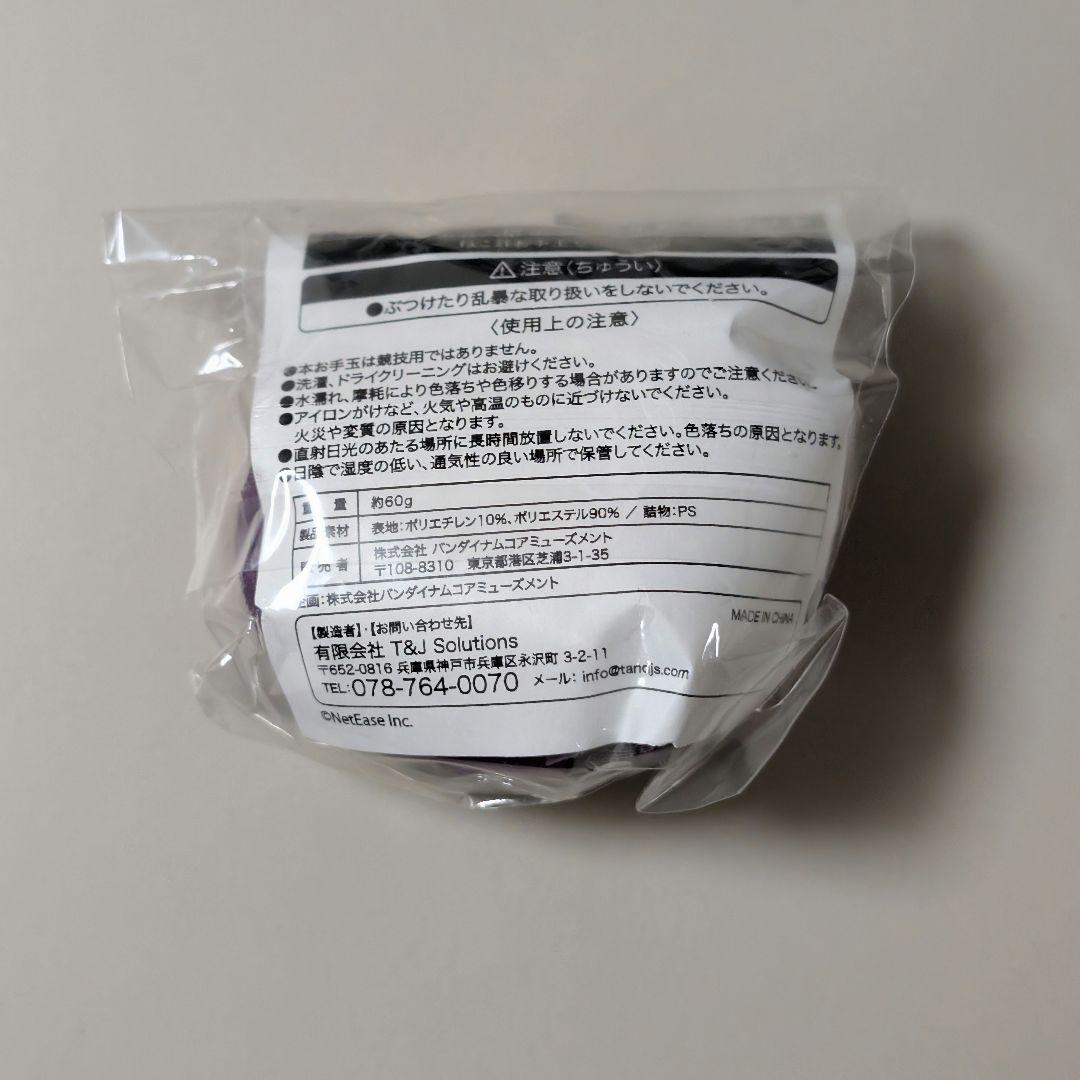 ⚠注意(ちゅうい)
●ぶつけたり乱暴な取り扱いをしないでください。
〈使用上の注意〉
●本お手玉は競技用ではありません。
●洗濯、ドライクリーニングはお避けください。
●水濡れ、摩耗により色落ちや色移りする場合がありますのでご注意くださ
●アイロンがけなど、火気や高温のものに近づけないでください。
火災や変質の原因となります。
●直射日光のあたる場所に長時間放置しないでください。色落ちの原因となります。
●日陰で湿度の低い、通気性の良い場所で保管してください。
重量 約60g
製品素材 表地:ポリエチレン10%、ポリエステル90% / 詰物:PS
販売者 株式会社 バンダイナムコアミューズメント
〒108-8310 東京都港区芝浦3-1-35
企画:株式会社バンダイナムコアミューズメント
MADE IN CHINA
【製造者】・【お問い合わせ先】
有限会社 T&J Solutions
〒652-0816 兵庫県神戸市兵庫区永沢町 3-2-11
TEL:078-764-0070 メール: info@tandjs.com
©NetEase Inc.